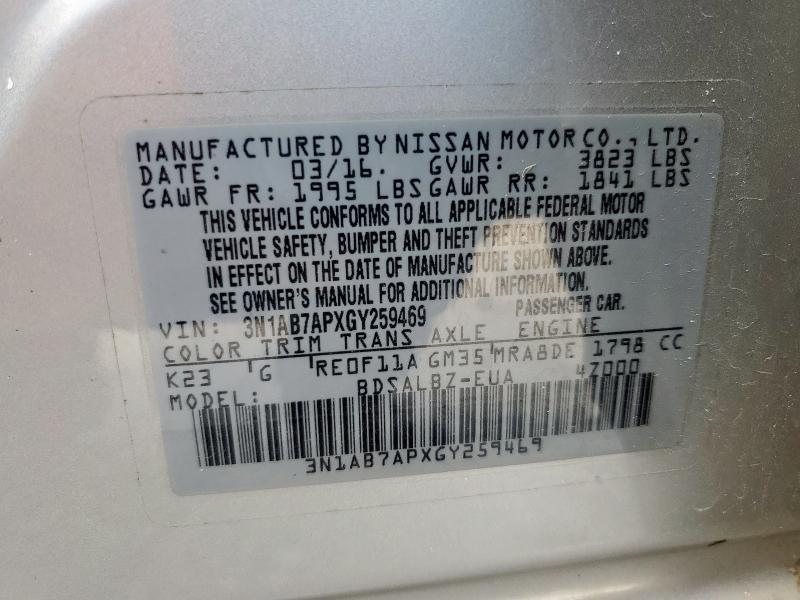 MANUFACTURED BY NISSAN MOTOR CO., LTD.
DATE: 03/16. GVWR: 3823 LBS
GAWR FR: 1995 LBS GAWR RR: 1841 LBS
THIS VEHICLE CONFORMS TO ALL APPLICABLE FEDERAL MOTOR
VEHICLE SAFETY, BUMPER AND THEFT PREVENTION STANDARDS
IN EFFECT ON THE DATE OF MANUFACTURE SHOWN ABOVE.
SEE OWNER'S MANUAL FOR ADDITIONAL INFORMATION.
VIN: 3N1AB7APXGY259469 PASSENGER CAR.
COLOR TRIM TRANS AXLE ENGINE
K23 G RE0F11A GM35 MRA8DE 1798 CC
MODEL: BDSALBZ-EUA 4Z000
3N1AB7APXGY259469